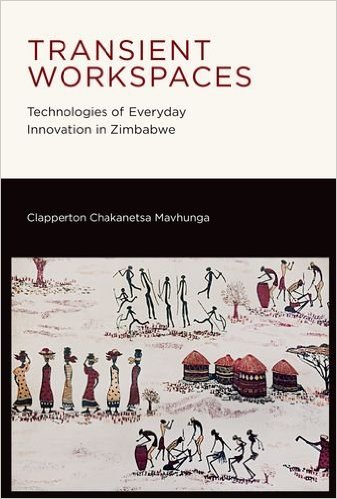 TRANSIENT
WORKSPACES
Technologies of Everyday
Innovation in Zimbabwe
Clapperton Chakanetsa Mavhunga